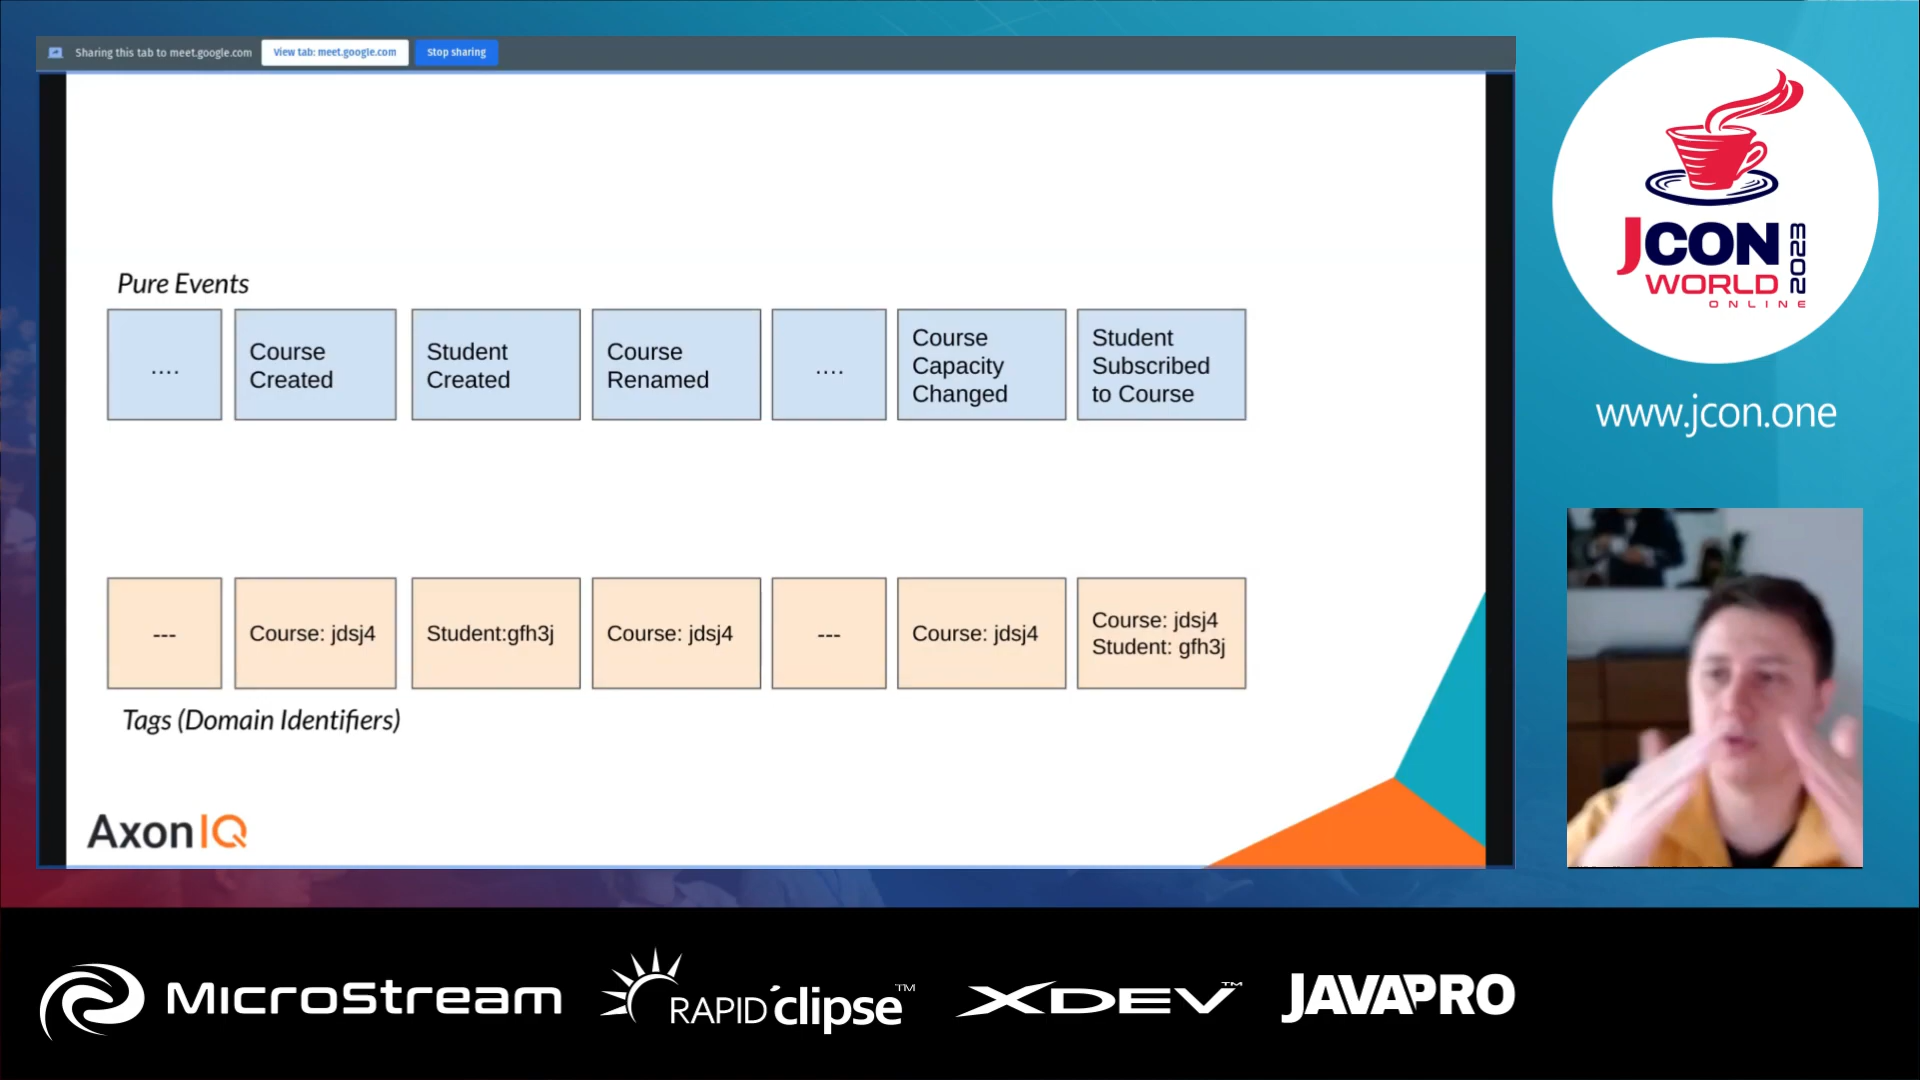 Sharing this tab to meet.google.com
View tab: meet.google.com
Stop sharing
Pure Events
....
Course
Created
Student
Created
Course
Renamed
....
Course
Capacity
Changed
Student
Subscribed
to Course
---
Course: jdsj4
Student:gfh3j
Course: jdsj4
---
Course: jdsj4
Course: jdsj4
Student: gfh3j
Tags (Domain Identifiers)
AxonIQ
JCON
WORLD
ONLINE
2023
www.jcon.one
MicroStream
RAPID'clipse™
XDEV™
JAVAPRO